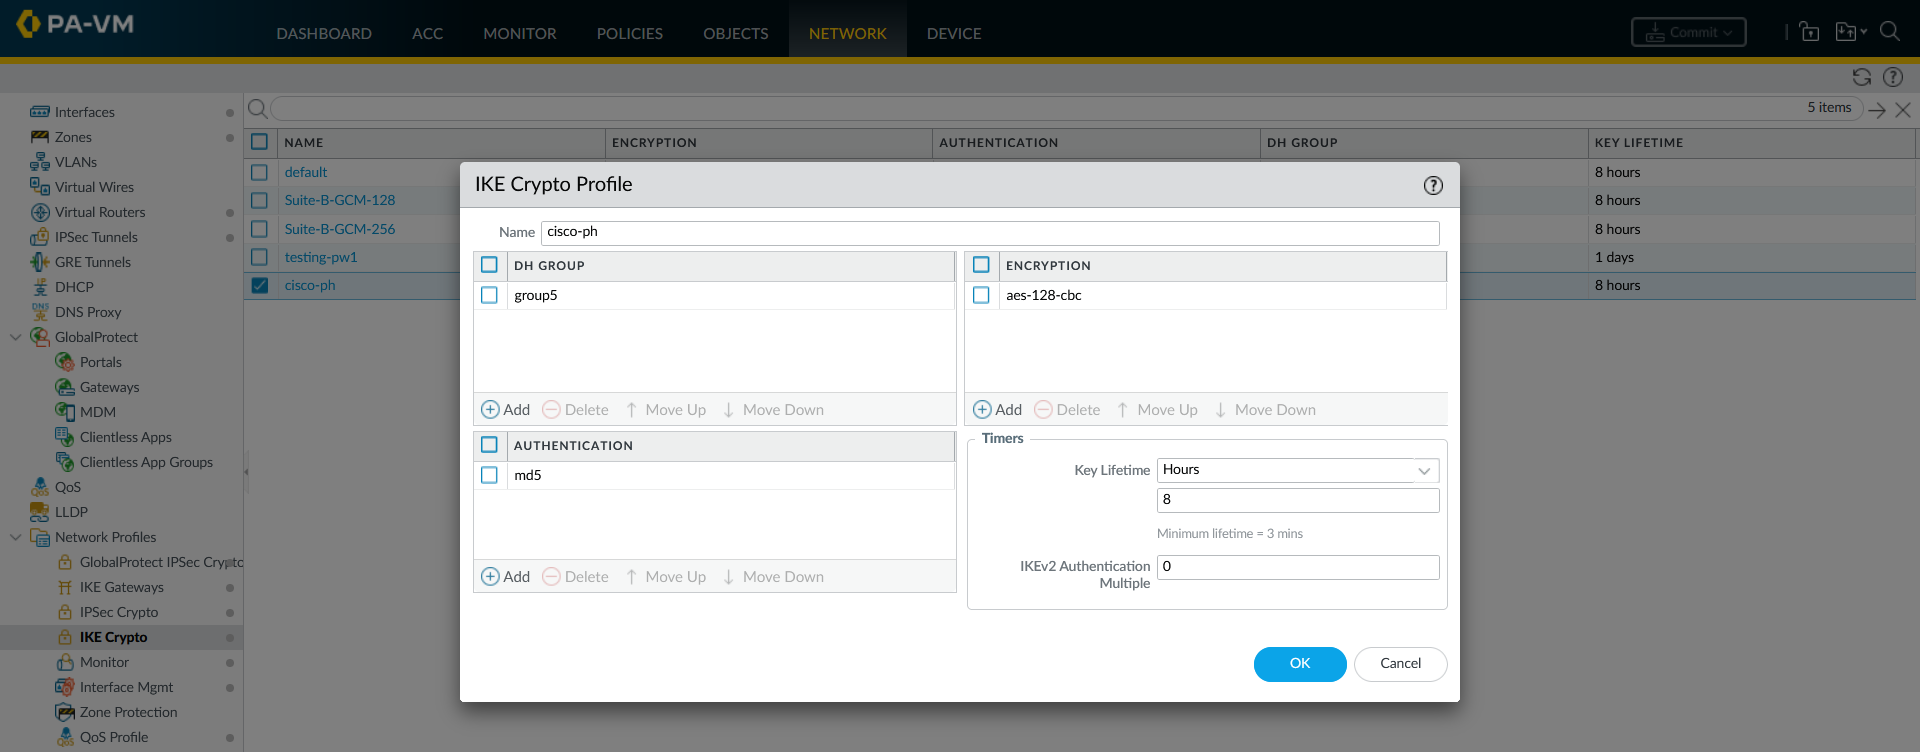 PA-VM
DASHBOARD ACC MONITOR POLICIES OBJECTS NETWORK DEVICE
Commit
5 items
Interfaces
Zones
VLANs
Virtual Wires
Virtual Routers
IPSec Tunnels
GRE Tunnels
DHCP
DNS DNS Proxy
GlobalProtect
Portals
Gateways
MDM
Clientless Apps
Clientless App Groups
QoS QoS
LLDP
Network Profiles
GlobalProtect IPSec Crypto
IKE Gateways
IPSec Crypto
IKE Crypto
Monitor
Interface Mgmt
Zone Protection
QoS QoS Profile
NAME ENCRYPTION AUTHENTICATION DH GROUP KEY LIFETIME
default 8 hours
Suite-B-GCM-128 8 hours
Suite-B-GCM-256 8 hours
testing-pw1 1 days
cisco-ph 8 hours
IKE Crypto Profile ?
Name cisco-ph
DH GROUP
group5
Add Delete Move Up Move Down
ENCRYPTION
aes-128-cbc
Add Delete Move Up Move Down
AUTHENTICATION
md5
Add Delete Move Up Move Down
Timers
Key Lifetime Hours
8
Minimum lifetime = 3 mins
IKEv2 Authentication 0
Multiple
OK Cancel